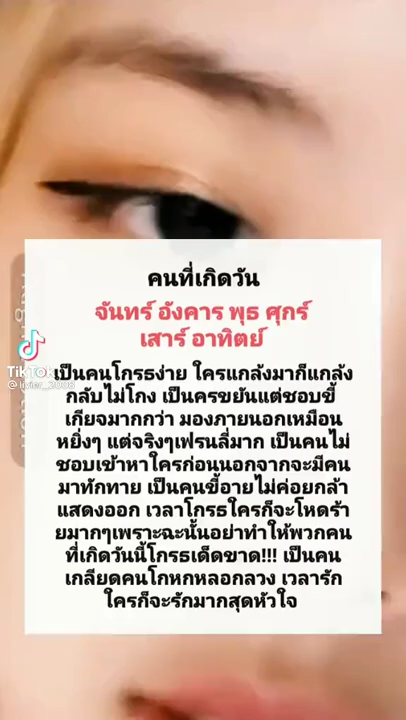 คนที่เกิดวัน
จันทร์ อังคาร พุธ ศุกร์
เสาร์ อาทิตย์
เป็นคนโกรธง่าย ใครแกล้งมาก็แกล้ง
กลับไม่โกง เป็นครขยันแต่ชอบขี้
เกียจมากกว่า มองภายนอกเหมือน
หยิ่งๆ แต่จริงๆเฟรนลี่มาก เป็นคนไม่
ชอบเข้าหาใครก่อนนอกจากจะมีคน
มาทักทาย เป็นคนขี้อายไม่ค่อยกล้า
แสดงออก เวลาโกรธใครก็จะโหดร้า
ยมากๆเพราะฉะนั้นอย่าทำให้พวกคน
ที่เกิดวันนี้โกรธเด็ดขาด!!! เป็นคน
เกลียดคนโกหกหลอกลวง เวลารัก
ใครก็จะรักมากสุดหัวใจ
TikTok
@livier_2008